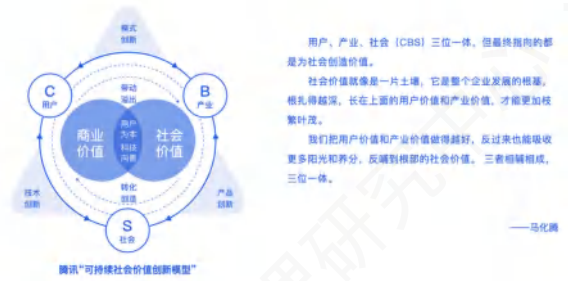 模式
创新
C
用户
B
产业
带动
溢出
商业
价值
用户
为本
科技
向善
社会
价值
转化
创造
技术
创新
产品
创新
S
社会
腾讯“可持续社会价值创新模型”
用户、产业、社会（CBS）三位一体，但最终指向的都
是为社会创造价值。
社会价值就像是一片土壤，它是整个企业发展的根基，
根扎得越深，长在上面的用户价值和产业价值，才能更加枝
繁叶茂。
我们把用户价值和产业价值做得越好，反过来也能吸收
更多阳光和养分，反哺到根部的社会价值。三者相辅相成，
三位一体。
——马化腾